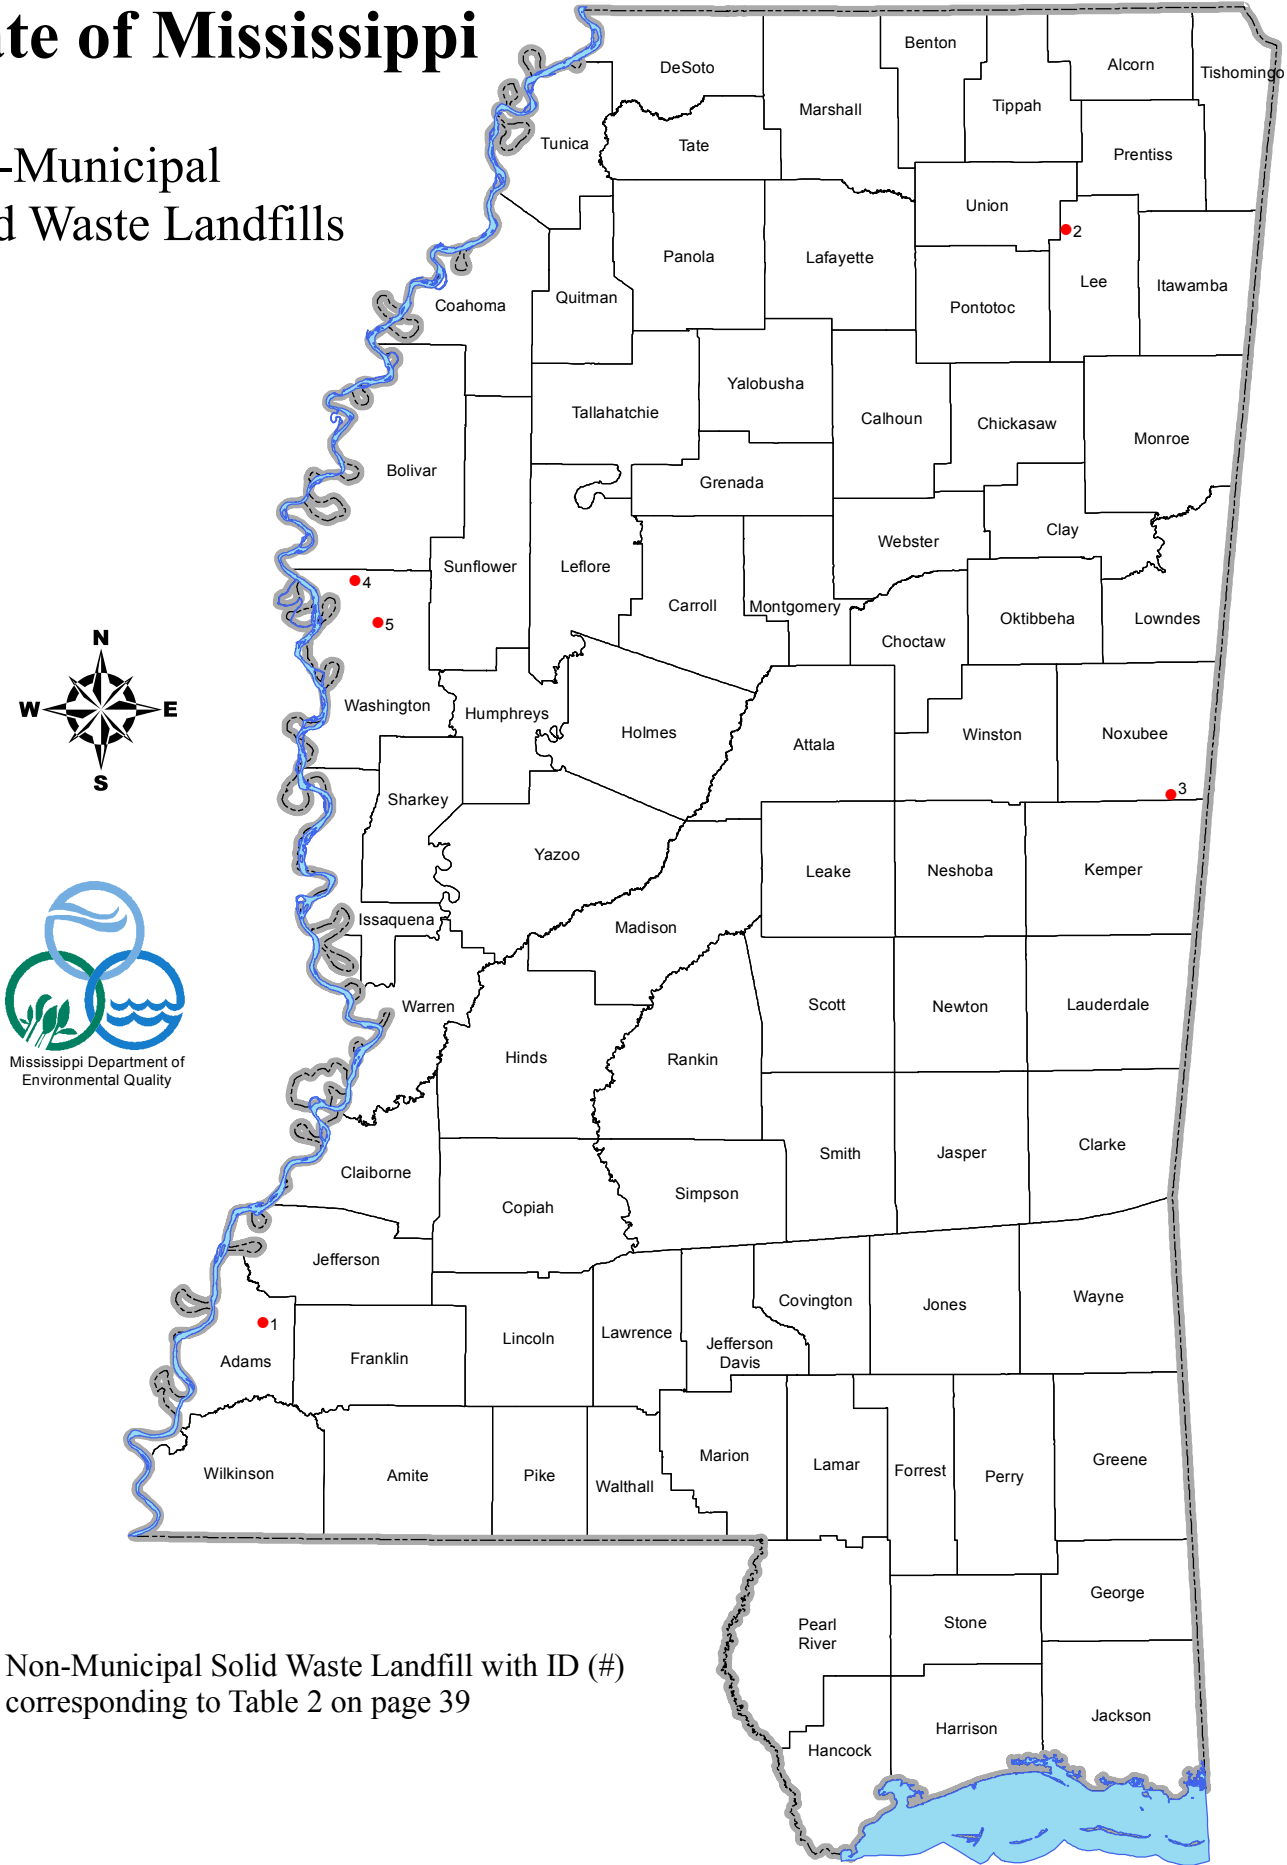 ate of Mississippi
-Municipal
d Waste Landfills
Benton
DeSoto
Alcorn
Tishomingo
Marshall
Tippah
Tunica
Tate
Prentiss
Union
2
Panola
Lafayette
Lee
Itawamba
Quitman
Coahoma
Pontotoc
Yalobusha
Tallahatchie
Calhoun
Chickasaw
Monroe
Bolivar
Grenada
Clay
Webster
Sunflower
Leflore
4
Carroll
Montgomery
5
Oktibbeha
Lowndes
Choctaw
N
W
E
S
Washington
Humphreys
Holmes
Attala
Winston
Noxubee
3
Sharkey
Yazoo
Leake
Neshoba
Kemper
Issaquena
Madison
Warren
Scott
Newton
Lauderdale
Hinds
Rankin
Mississippi Department of
Environmental Quality
Claiborne
Smith
Jasper
Clarke
Copiah
Simpson
Jefferson
Covington
Jones
Wayne
1
Lincoln
Lawrence
Jefferson
Davis
Adams
Franklin
Wilkinson
Amite
Pike
Walthall
Marion
Lamar
Forrest
Perry
Greene
George
Pearl
River
Stone
Non-Municipal Solid Waste Landfill with ID (#)
corresponding to Table 2 on page 39
Jackson
Harrison
Hancock